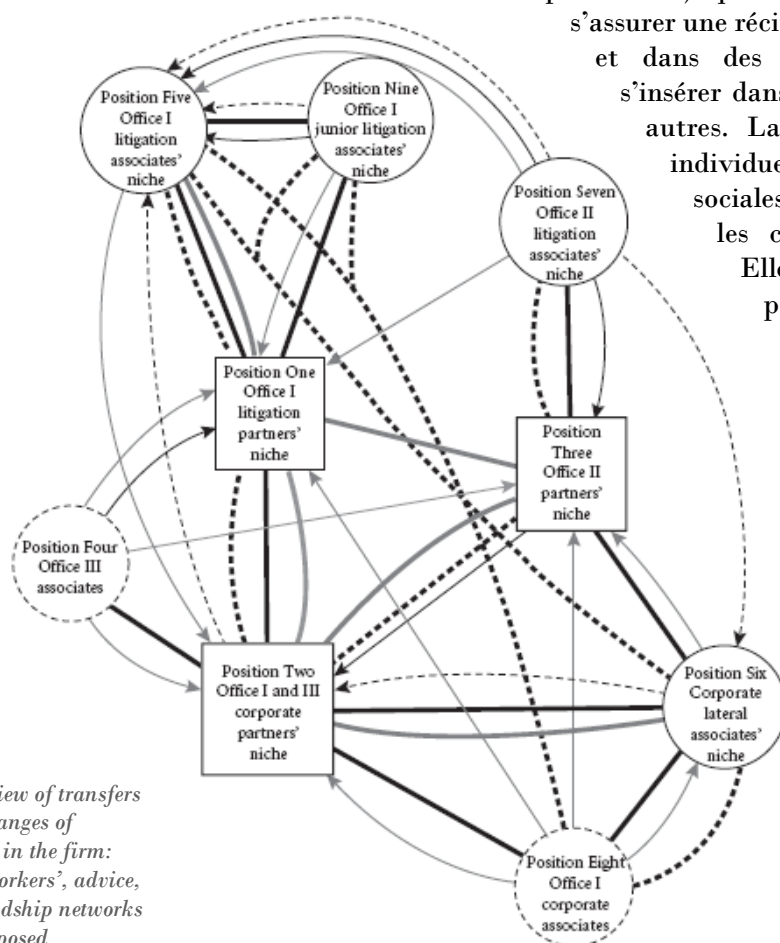 s'assurer une réci
et dans des
s'insérer dans
autres. La
individue
sociales
les c
Elle
p
Position Five
Office I
litigation
associates'
niche
Position Nine
Office I
junior litigation
associates'
niche
Position Seven
Office II
litigation
associates'
niche
Position One
Office I
litigation
partners'
niche
Position
Three
Office II
partners'
niche
Position Four
Office III
associates
Position Two
Office I and III
corporate
partners'
niche
Position Six
Corporate
lateral
associates'
niche
Position Eight
Office I
corporate
associates
iew of transfers
anges of
in the firm:
orkers', advice,
dship networks
posed